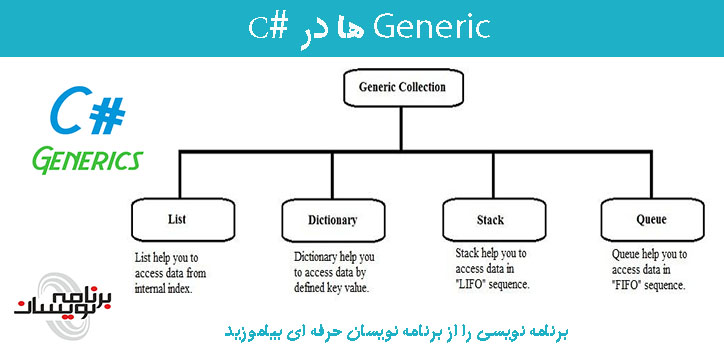 Generic ها در C#
C#
GENERICS
Generic Collection
List
Dictionary
Stack
Queue
List help you to
access data from
internal index.
Dictionary help you
to access data by
defined key value.
Stack help you to
access data in
"LIFO" sequence.
Queue help you to
access data in
"FIFO" sequence.
برنامه
نویسان
برنامه نویسی را از برنامه نویسان حرفه ای بیاموزید